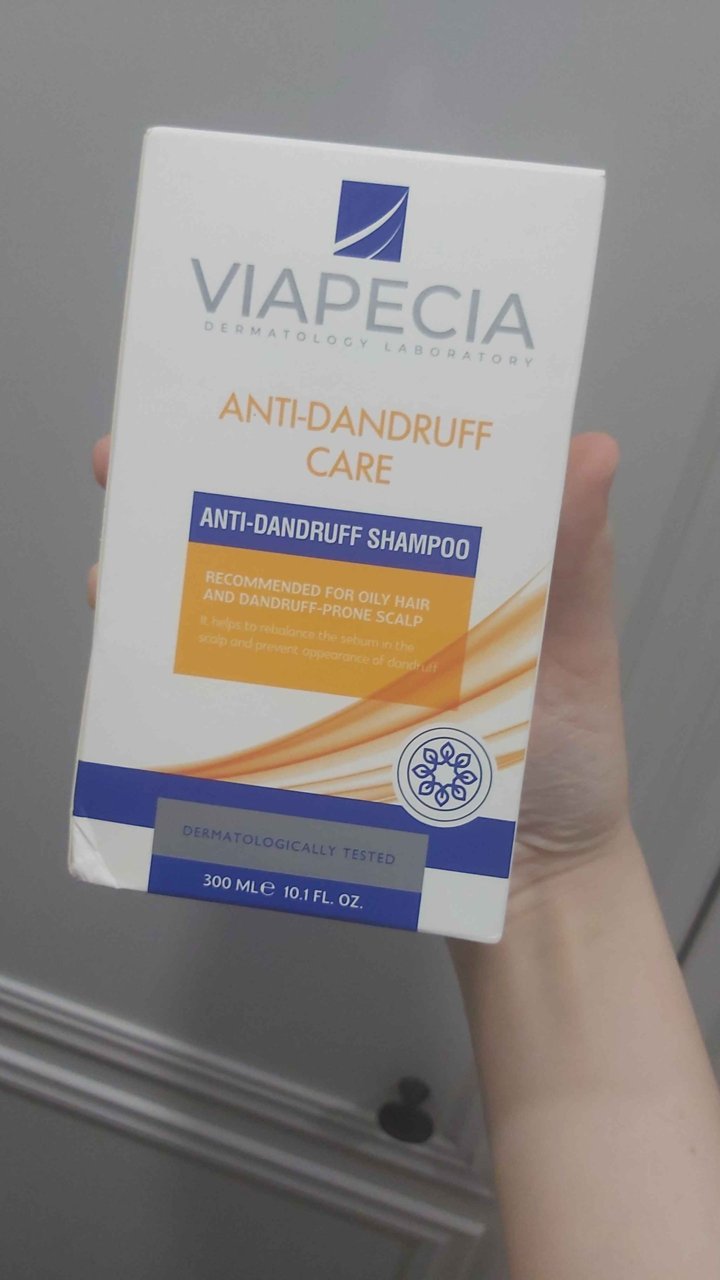 VIAPECIA
DERMATOLOGY LABORATORY
ANTI-DANDRUFF
CARE
ANTI-DANDRUFF SHAMPOO
RECOMMENDED FOR OILY HAIR
AND DANDRUFF-PRONE SCALP
It helps to rebalance the sebum in the
scalp and prevent appearance of dandruff
DERMATOLOGICALLY TESTED
300 ML℮ 10.1 FL. OZ.